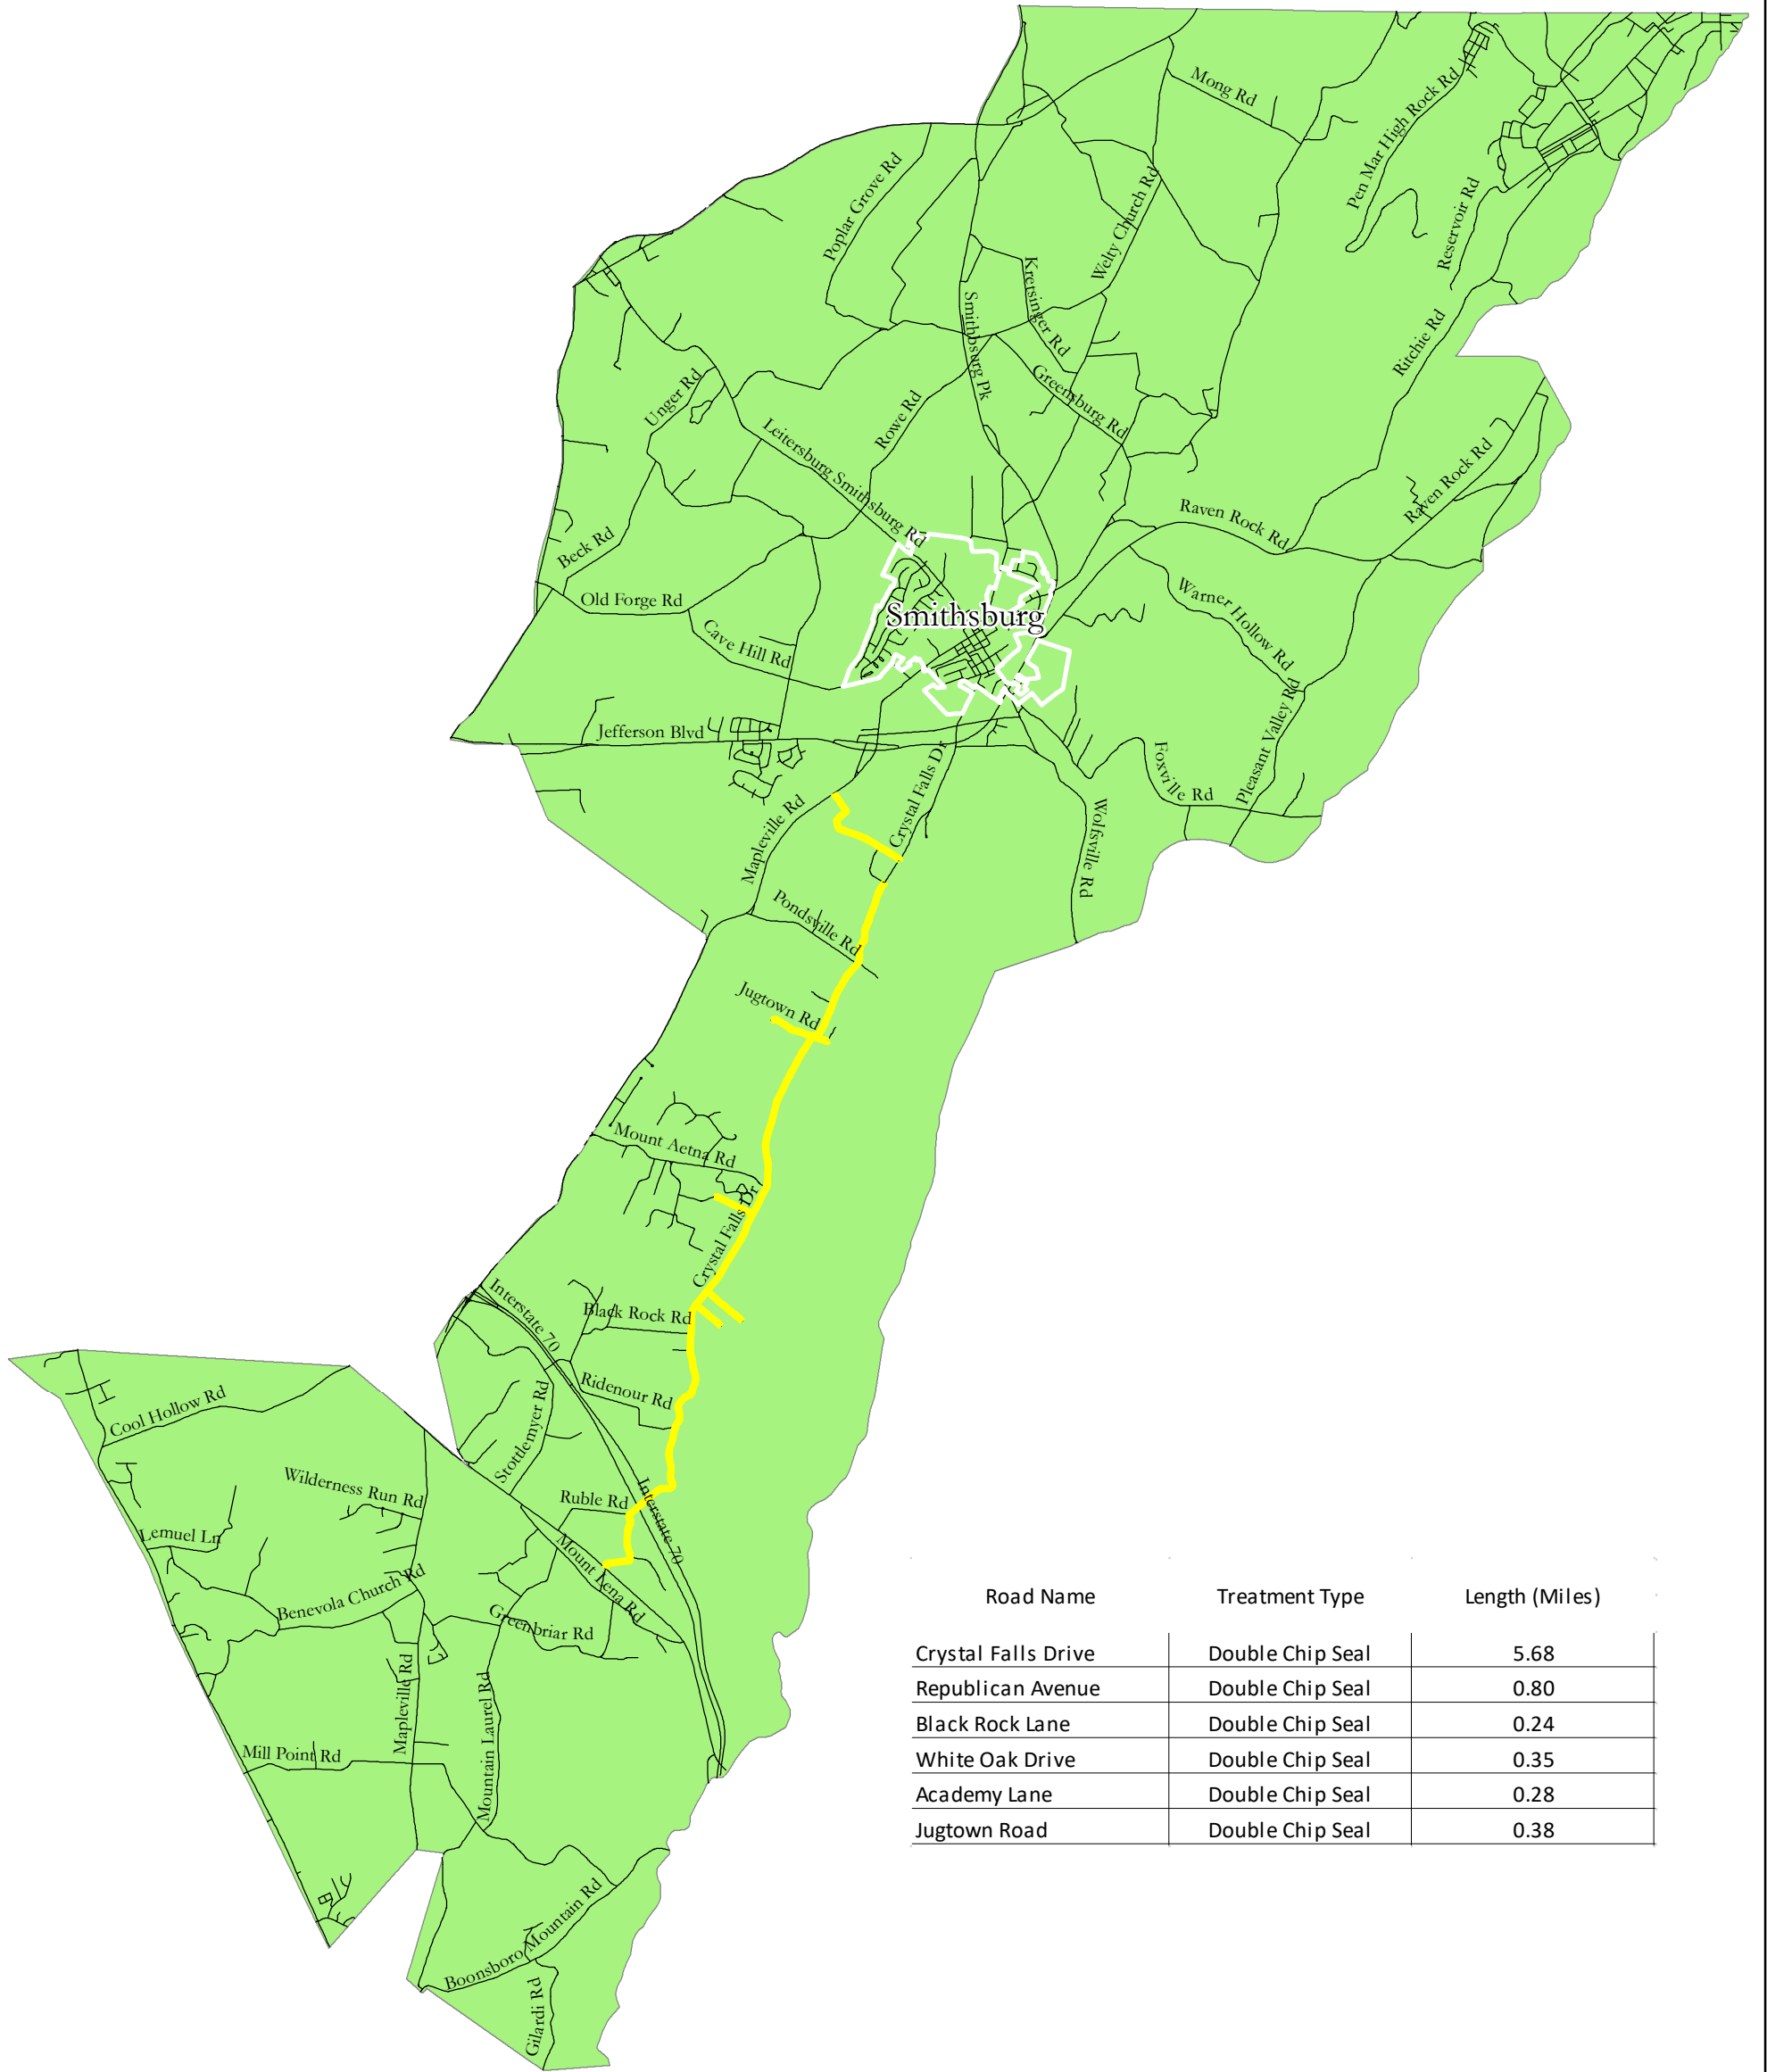 Mong Rd
Pen Mar High Rock Rd
Poplar Grove Rd
Welty Church Rd
Reservoir Rd
Kretsinger Rd
Smithsburg Pk
Ritchie Rd
Unger Rd
Greensburg Rd
Rowe Rd
Leitersburg Smithsburg Rd
Raven Rock Rd
Raven Rock Rd
Beck Rd
Old Forge Rd
Smithsburg
Warner Hollow Rd
Cave Hill Rd
Pleasant Valley Rd
Jefferson Blvd
Foxville Rd
Crystal Falls Dr
Mapleville Rd
Wolfsville Rd
Pondsville Rd
Jugtown Rd
Mount Aetna Rd
Crystal Falls Dr
Interstate 70
Black Rock Rd
Ridenour Rd
Cool Hollow Rd
Stottlemyer Rd
Wilderness Run Rd
Ruble Rd
Interstate 70
Lemuel Ln
Mount Lena Rd
Benevola Church Rd
Greenbriar Rd
Mapleville Rd
Mountain Laurel Rd
Mill Point Rd
Boonsboro Mountain Rd
Gilardi Rd
Road Name Treatment Type Length (Miles)
Crystal Falls Drive Double Chip Seal 5.68
Republican Avenue Double Chip Seal 0.80
Black Rock Lane Double Chip Seal 0.24
White Oak Drive Double Chip Seal 0.35
Academy Lane Double Chip Seal 0.28
Jugtown Road Double Chip Seal 0.38